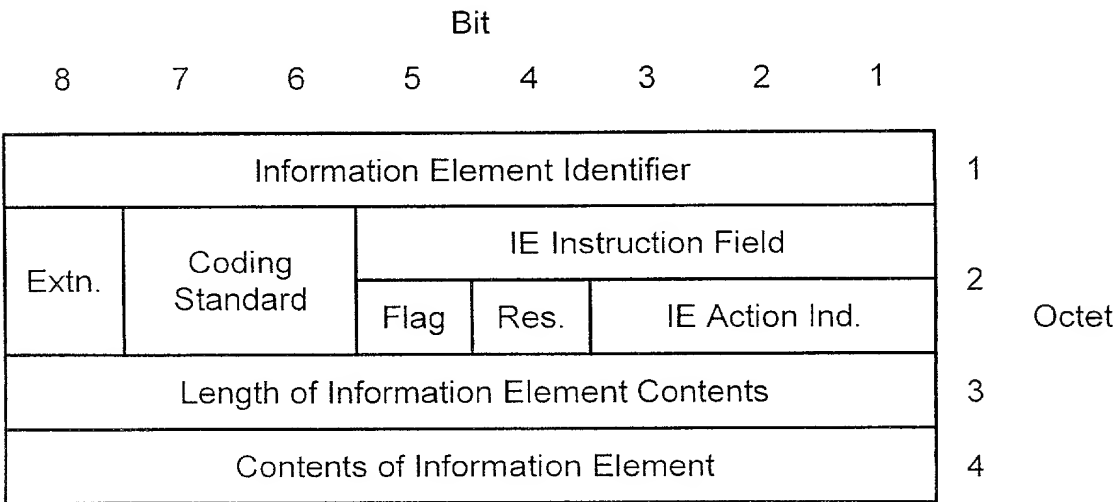 Bit
8 7 6 5 4 3 2 1
Information Element Identifier 1
IE Instruction Field
Extn. Coding Standard 2
Flag Res. IE Action Ind. Octet
Length of Information Element Contents 3
Contents of Information Element 4